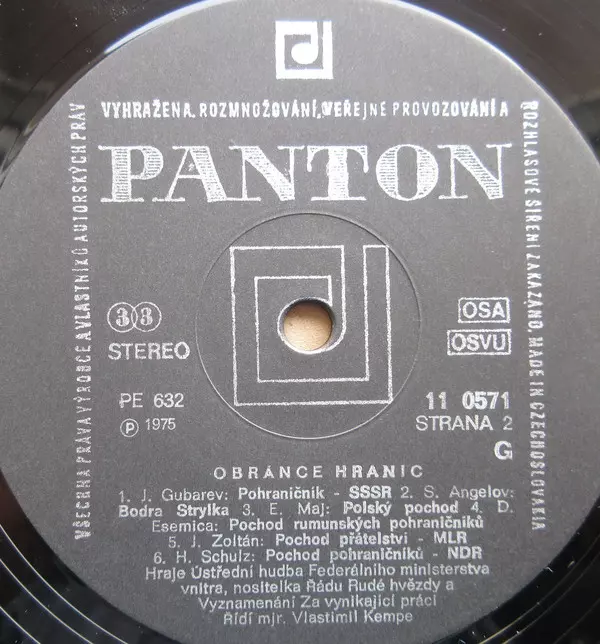 VŠECHNA PRÁVA VÝROBCE A VLASTNÍKŮ AUTORSKÝCH PRÁV
VYHRAŽENA. ROZMNOŽOVÁNÍ, VEŘEJNÉ PROVOZOVÁNÍ A
ROZHLASOVÉ ŠÍŘENÍ ZAKÁZÁNO. MADE IN CZECHOSLOVAKIA
PANTON
33
STEREO
OSA
OSVU
PE 632
Ⓟ 1975
11 0571
STRANA 2
G
OBRÁNCE HRANIC
1. J. Gubarev: Pohraničník - SSSR 2. S. Angelov:
Bodra Strylka 3. E. Maj: Polský pochod 4. D.
Esemica: Pochod rumunských pohraničníků
5. J. Zoltán: Pochod přátelství - MLR
6. H. Schulz: Pochod pohraničníků - NDR
Hraje Ústřední hudba Federálního ministerstva
vnitra, nositelka Řádu Rudé hvězdy a
Vyznamenání Za vynikající práci
Řídí mjr. Vlastimil Kempe